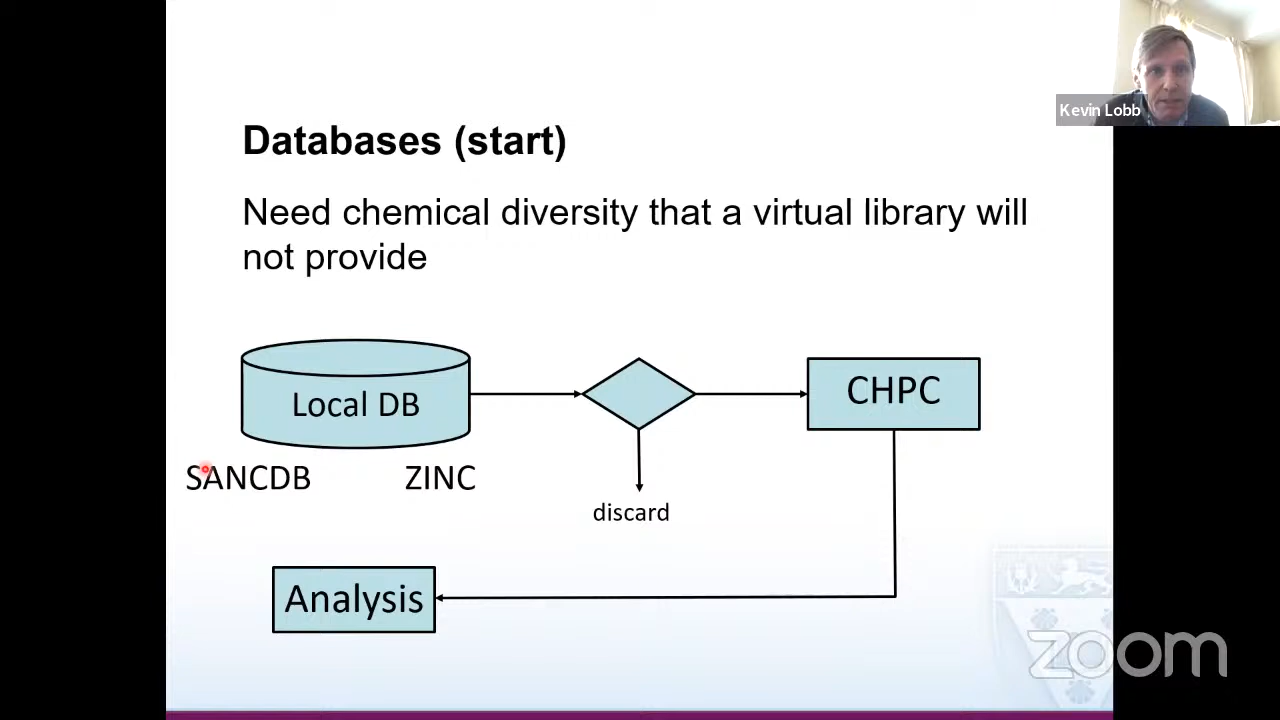 Kevin Lobb
Databases (start)
Need chemical diversity that a virtual library will
not provide
Local DB
CHPC
SANCDB
ZINC
discard
Analysis
zoom